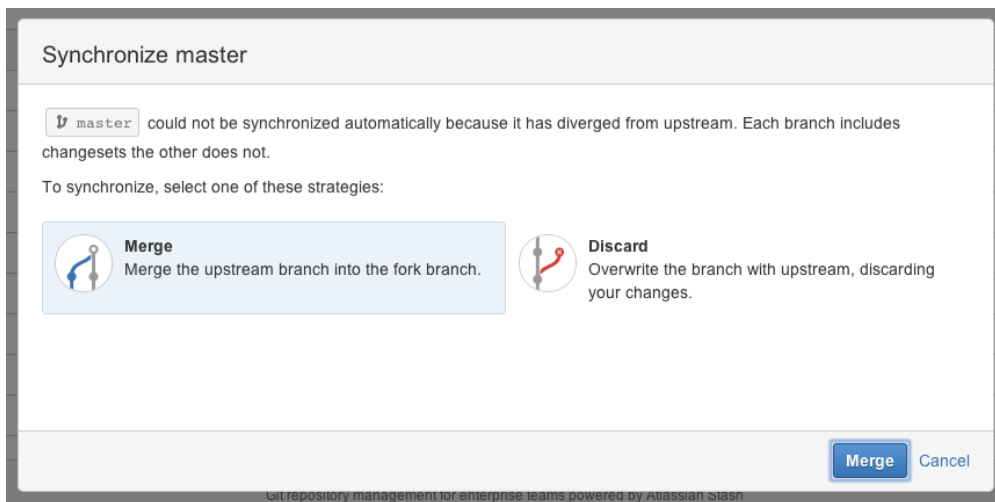 Synchronize master
master could not be synchronized automatically because it has diverged from upstream. Each branch includes
changesets the other does not.
To synchronize, select one of these strategies:
Merge
Merge the upstream branch into the fork branch.
Discard
Overwrite the branch with upstream, discarding
your changes.
Merge Cancel
Git repository management for enterprise teams powered by Atlassian Stash